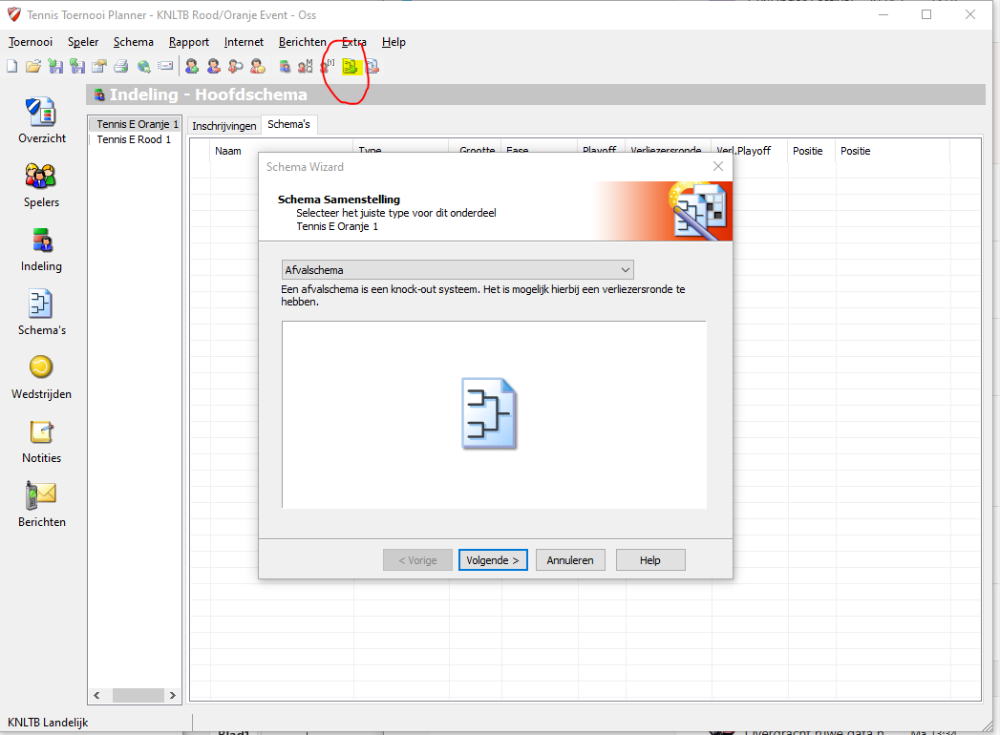 Tennis Toernooi Planner - KNLTB Rood/Oranje Event - Oss
Toernooi Speler Schema Rapport Internet Berichten Extra Help
Indeling - Hoofdschema
Overzicht
Spelers
Indeling
Schema's
Wedstrijden
Notities
Berichten
Tennis E Oranje 1
Tennis E Rood 1
Inschrijvingen Schema's
Naam Type Grootte Fase Playoff Verliezersronde Verl.Playoff Positie Positie
Schema Wizard
Schema Samenstelling
Selecteer het juiste type voor dit onderdeel
Tennis E Oranje 1
Afvalschema
Een afvalschema is een knock-out systeem. Het is mogelijk hierbij een verliezersronde te
hebben.
< Vorige Volgende > Annuleren Help
KNLTB Landelijk